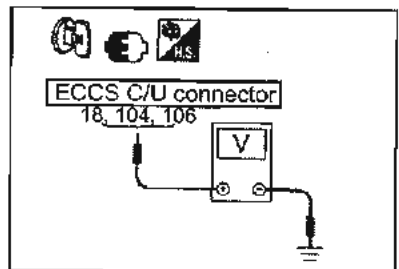 H.S.
ECCS C/U connector
18, 104, 106
V
⊕ ⊖